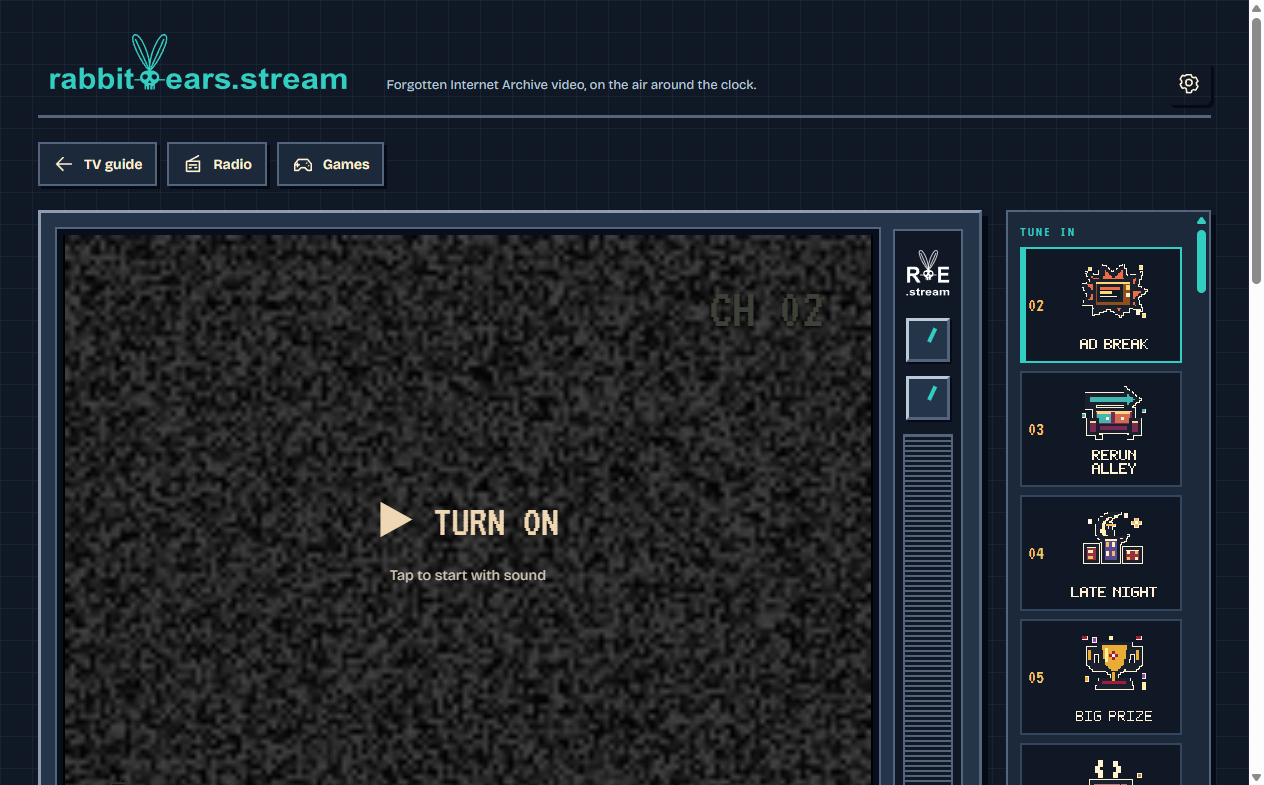 rabbit ears.stream
Forgotten Internet Archive video, on the air around the clock.
TV guide
Radio
Games
CH 02
TURN ON
Tap to start with sound
R E
.stream
TUNE IN
02
AD BREAK
03
RERUN
ALLEY
04
LATE NIGHT
05
BIG PRIZE